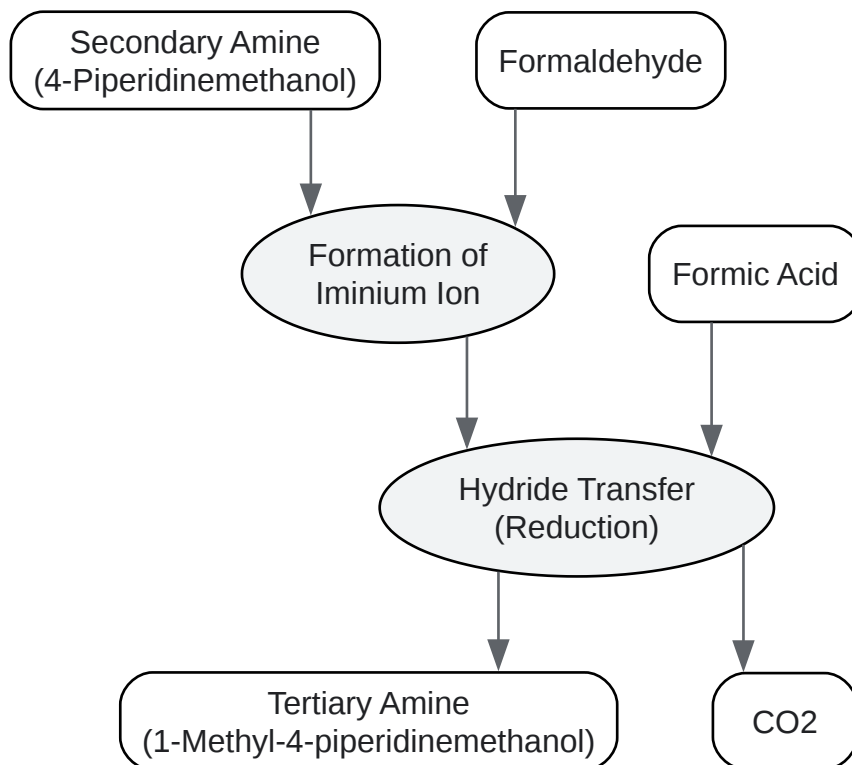 Secondary Amine
(4-Piperidinemethanol)
Formaldehyde
Formation of
Iminium Ion
Formic Acid
Hydride Transfer
(Reduction)
Tertiary Amine
(1-Methyl-4-piperidinemethanol)
CO2